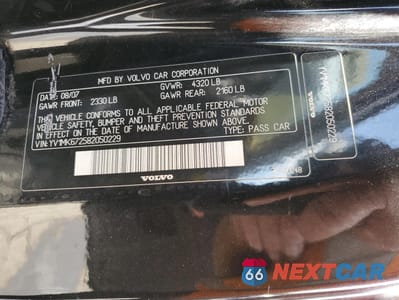 MFD BY VOLVO CAR CORPORATION
DATE: 08/07 GVWR: 4320 LB
GAWR FRONT: 2330 LB GAWR REAR: 2160 LB
THIS VEHICLE CONFORMS TO ALL APPLICABLE FEDERAL MOTOR
VEHICLE SAFETY, BUMPER AND THEFT PREVENTION STANDARDS
IN EFFECT ON THE DATE OF MANUFACTURE SHOWN ABOVE.
VIN: YV1MK672582050229 TYPE: PASS CAR
VOLVO
VOLVO
66 NEXTCAR